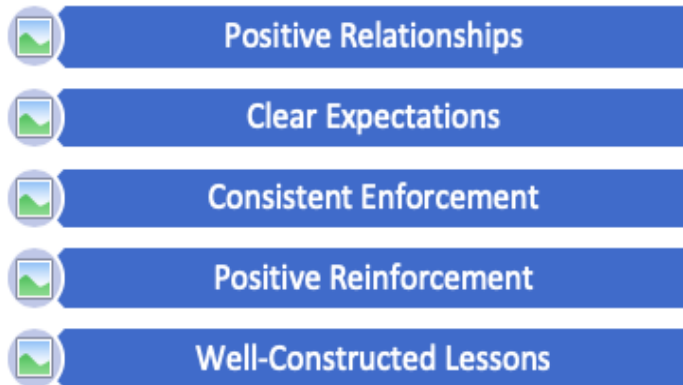 Positive Relationships
Clear Expectations
Consistent Enforcement
Positive Reinforcement
Well-Constructed Lessons